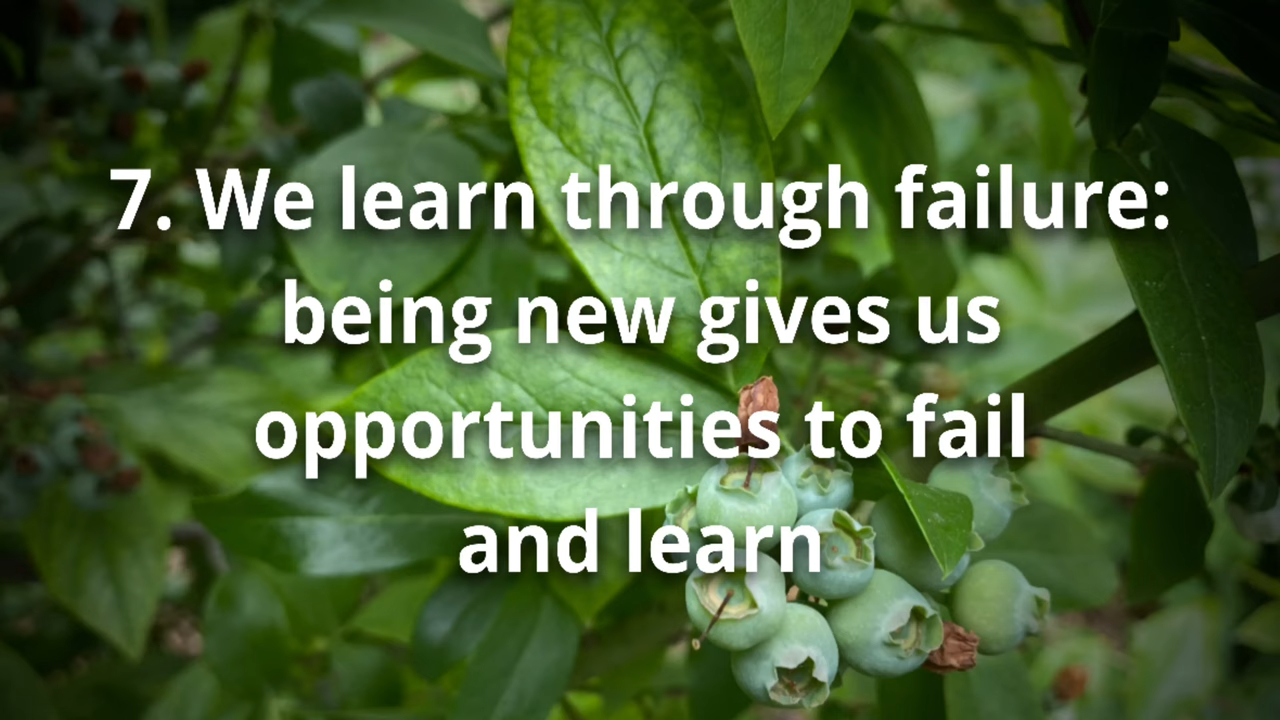 7. We learn through failure:
being new gives us
opportunities to fail
and learn